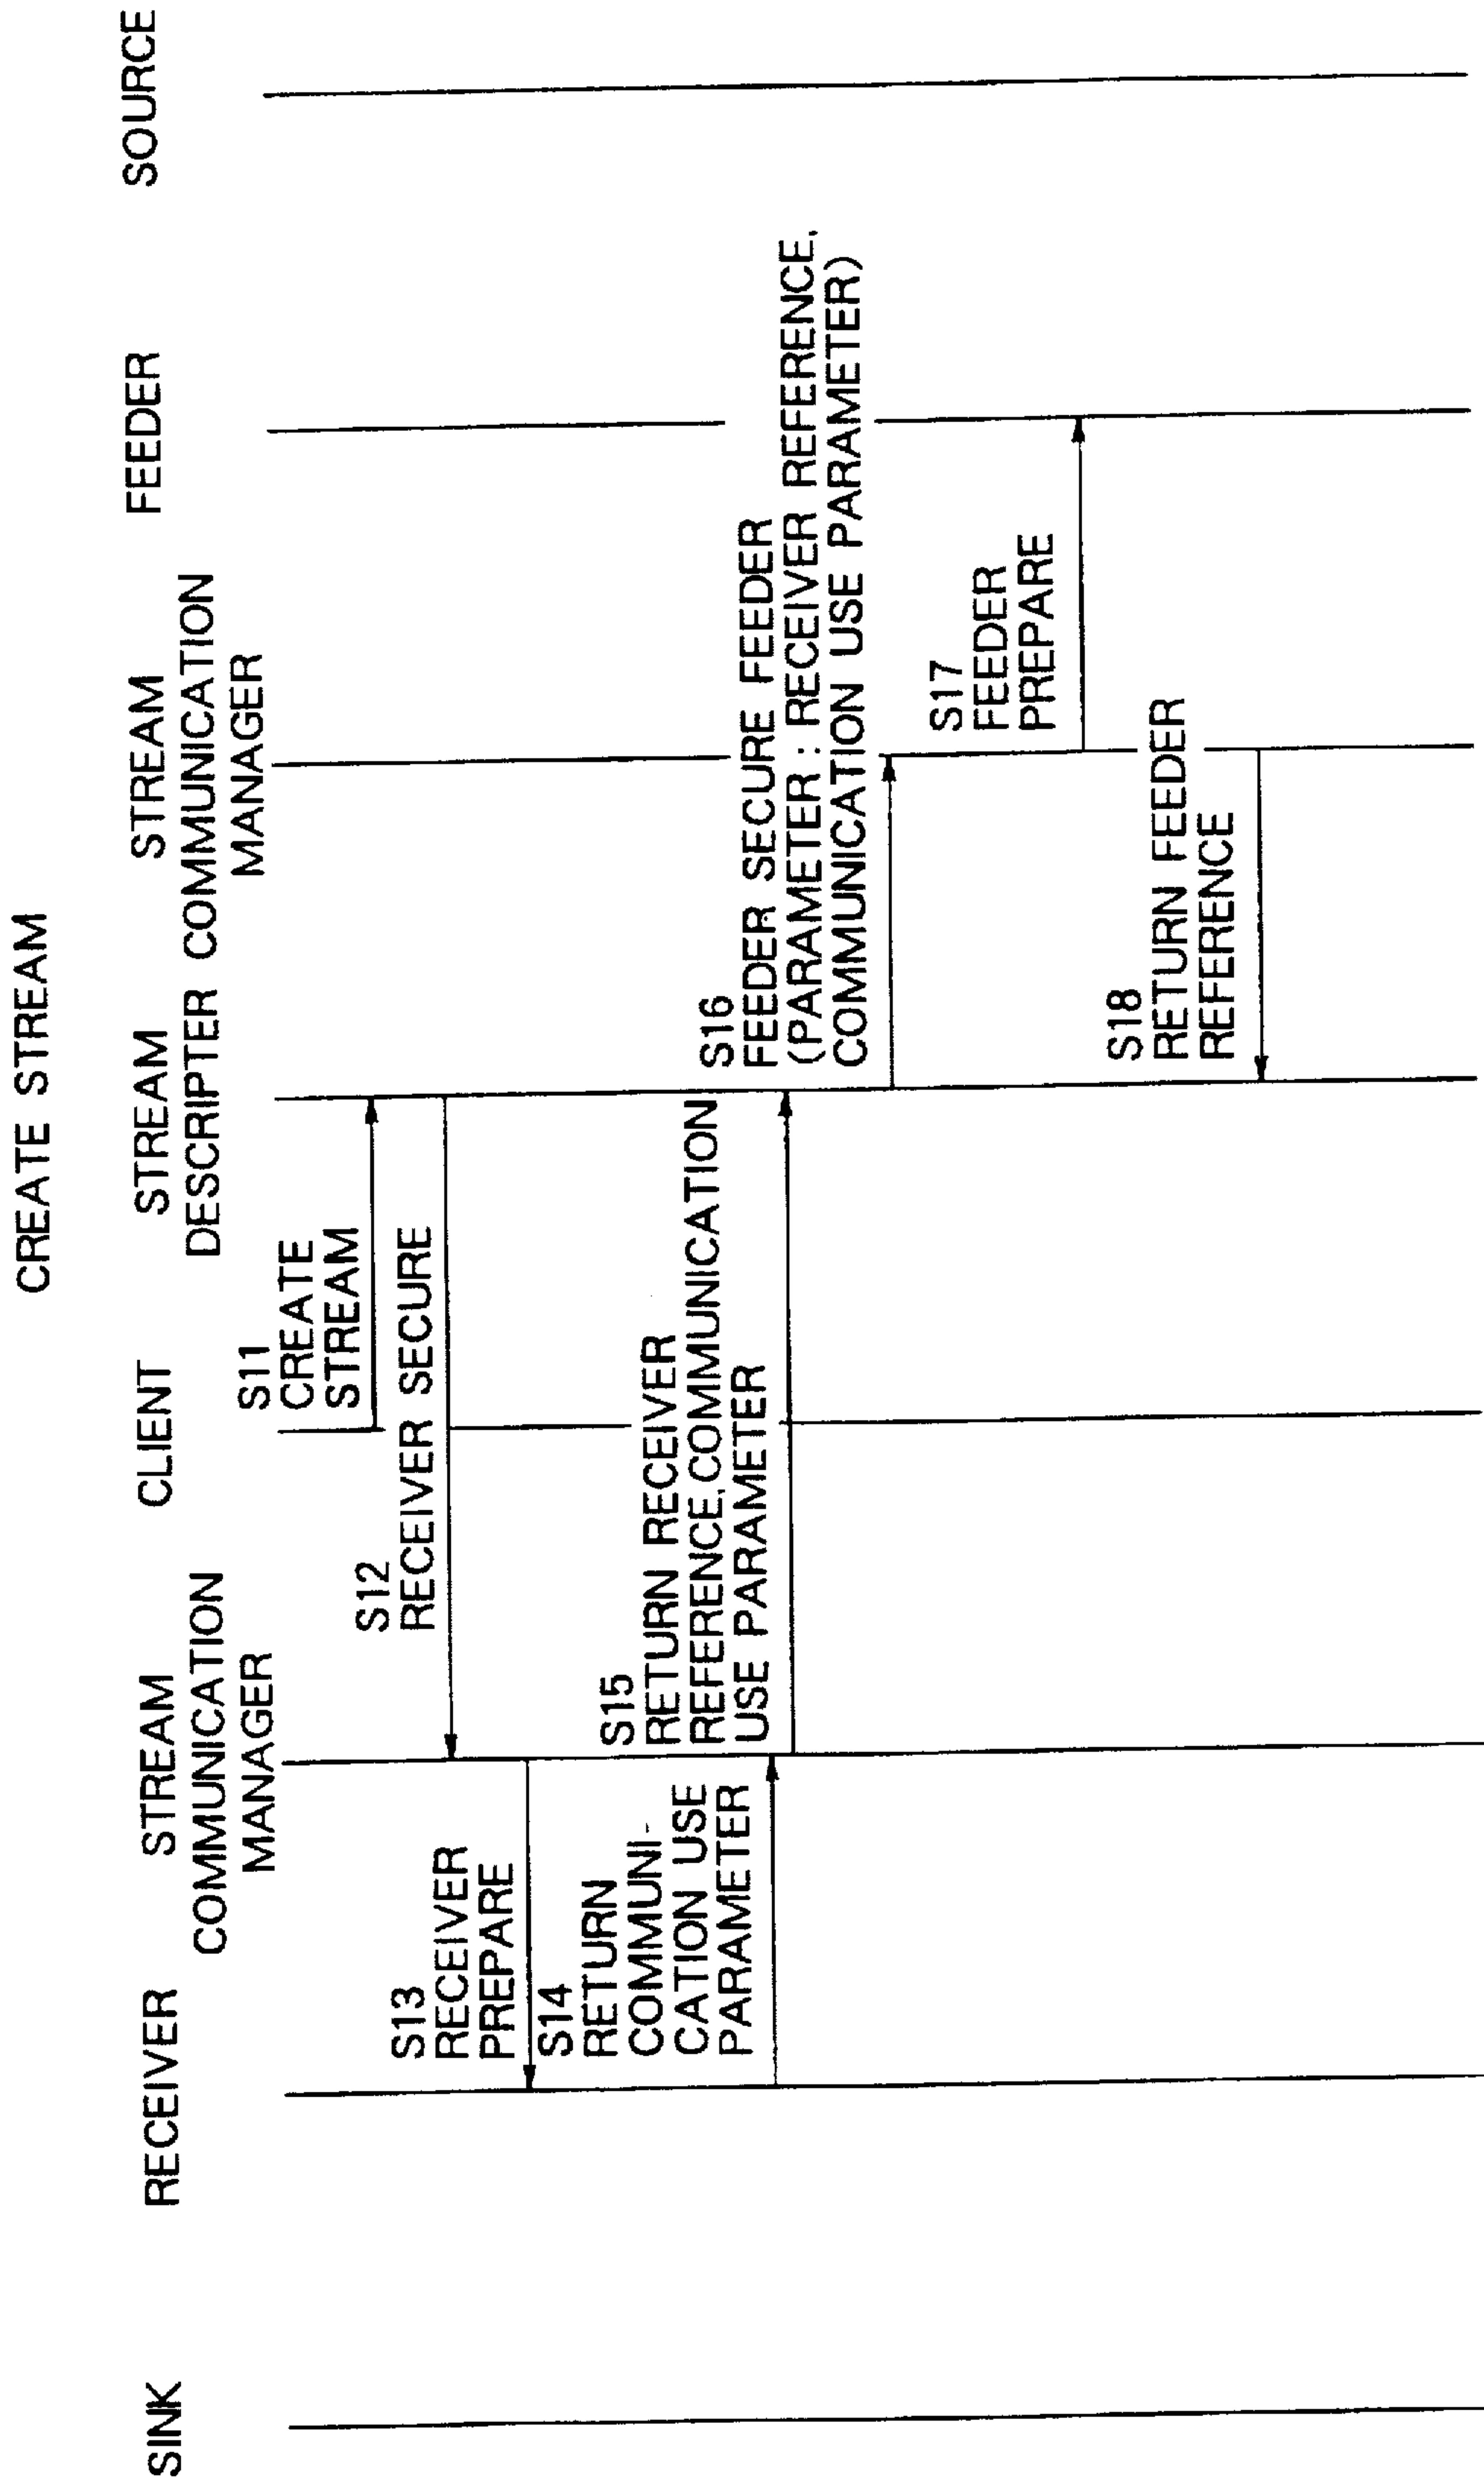 CREATE STREAM
SINK
RECEIVER
STREAM
COMMUNICATION
MANAGER
CLIENT
STREAM
DESCRIPTER
STREAM
COMMUNICATION
MANAGER
FEEDER
SOURCE
S11
CREATE
STREAM
S12
RECEIVER SECURE
S13
RECEIVER
PREPARE
S14
RETURN
COMMUNI-
CATION USE
PARAMETER
S15
RETURN RECEIVER
REFERENCE,COMMUNICATION
USE PARAMETER
S16
FEEDER SECURE FEEDER
(PARAMETER : RECEIVER REFERENCE,
COMMUNICATION USE PARAMETER)
S17
FEEDER
PREPARE
S18
RETURN FEEDER
REFERENCE